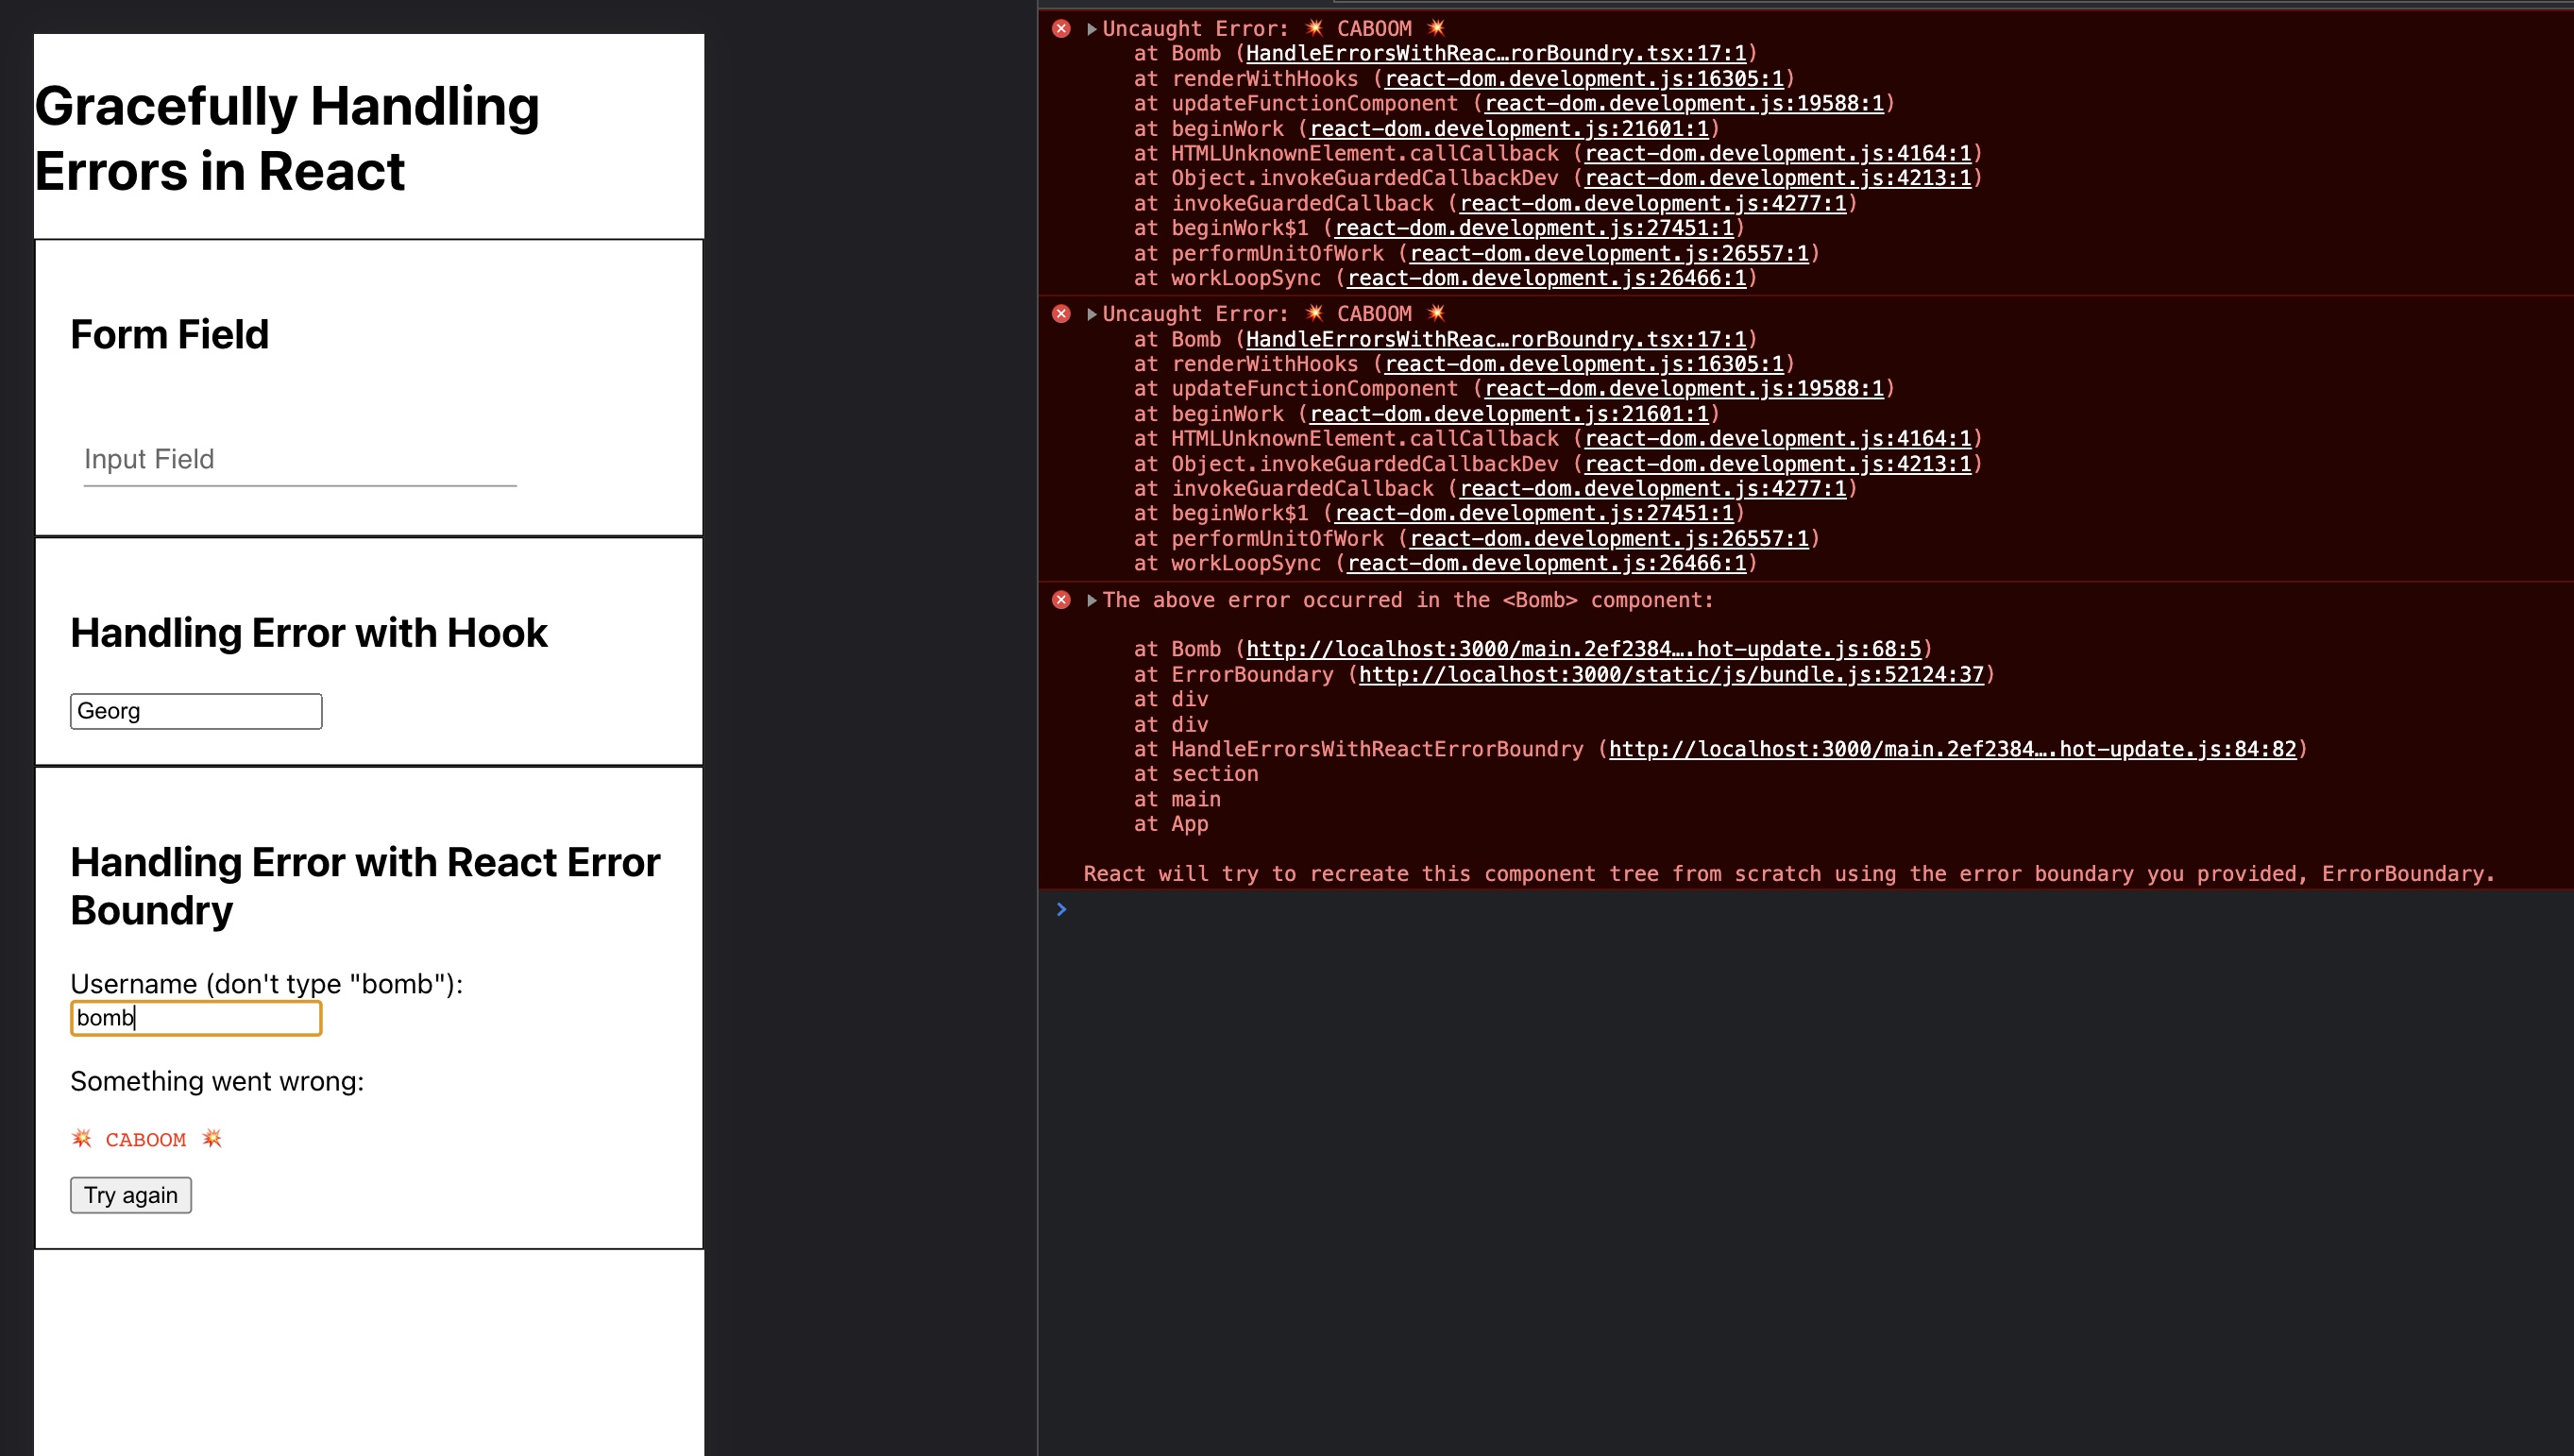 Gracefully Handling
Errors in React
Form Field
Input Field
Handling Error with Hook
Georg
Handling Error with React Error
Boundry
Username (don't type "bomb"):
bomb
Something went wrong:
💥 CABOOM 💥
Try again
Uncaught Error: 💥 CABOOM 💥
at Bomb (HandleErrorsWithReac…rorBoundry.tsx:17:1)
at renderWithHooks (react-dom.development.js:16305:1)
at updateFunctionComponent (react-dom.development.js:19588:1)
at beginWork (react-dom.development.js:21601:1)
at HTMLUnknownElement.callCallback (react-dom.development.js:4164:1)
at Object.invokeGuardedCallbackDev (react-dom.development.js:4213:1)
at invokeGuardedCallback (react-dom.development.js:4277:1)
at beginWork$1 (react-dom.development.js:27451:1)
at performUnitOfWork (react-dom.development.js:26557:1)
at workLoopSync (react-dom.development.js:26466:1)
Uncaught Error: 💥 CABOOM 💥
at Bomb (HandleErrorsWithReac…rorBoundry.tsx:17:1)
at renderWithHooks (react-dom.development.js:16305:1)
at updateFunctionComponent (react-dom.development.js:19588:1)
at beginWork (react-dom.development.js:21601:1)
at HTMLUnknownElement.callCallback (react-dom.development.js:4164:1)
at Object.invokeGuardedCallbackDev (react-dom.development.js:4213:1)
at invokeGuardedCallback (react-dom.development.js:4277:1)
at beginWork$1 (react-dom.development.js:27451:1)
at performUnitOfWork (react-dom.development.js:26557:1)
at workLoopSync (react-dom.development.js:26466:1)
The above error occurred in the <Bomb> component:
at Bomb (http://localhost:3000/main.2ef2384….hot-update.js:68:5)
at ErrorBoundary (http://localhost:3000/static/js/bundle.js:52124:37)
at div
at div
at HandleErrorsWithReactErrorBoundry (http://localhost:3000/main.2ef2384….hot-update.js:84:82)
at section
at main
at App
React will try to recreate this component tree from scratch using the error boundary you provided, ErrorBoundary.